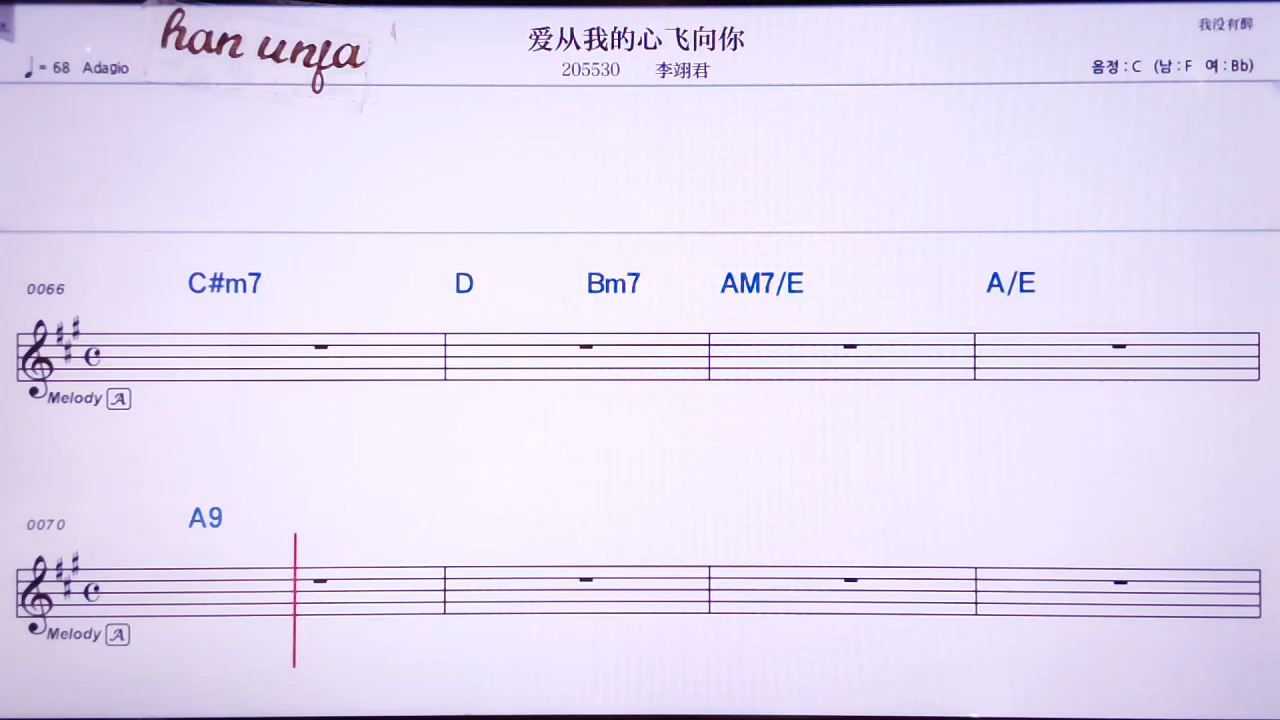 han unfa
爱从我的心飞向你
我没有醉
♩= 68 Adagio
205530 李翊君
음정 : C (남 : F 여 : Bb)
0066 C#m7 D Bm7 AM7/E A/E
Melody A
0070 A9
Melody A